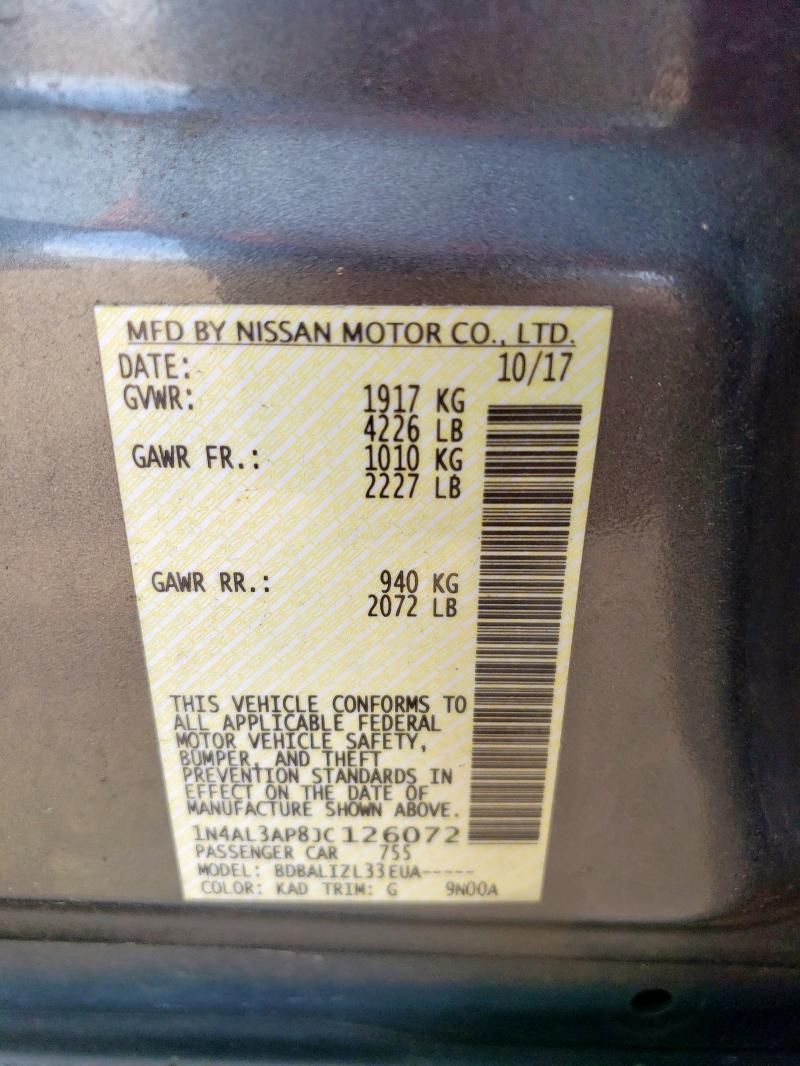 MFD BY NISSAN MOTOR CO., LTD.
DATE: 10/17
GVWR: 1917 KG
4226 LB
GAWR FR.: 1010 KG
2227 LB
GAWR RR.: 940 KG
2072 LB
THIS VEHICLE CONFORMS TO
ALL APPLICABLE FEDERAL
MOTOR VEHICLE SAFETY,
BUMPER, AND THEFT
PREVENTION STANDARDS IN
EFFECT ON THE DATE OF
MANUFACTURE SHOWN ABOVE.
1N4AL3AP8JC126072
PASSENGER CAR 755
MODEL: BDBALIZL33EUA-----
COLOR: KAD TRIM: G 9N00A